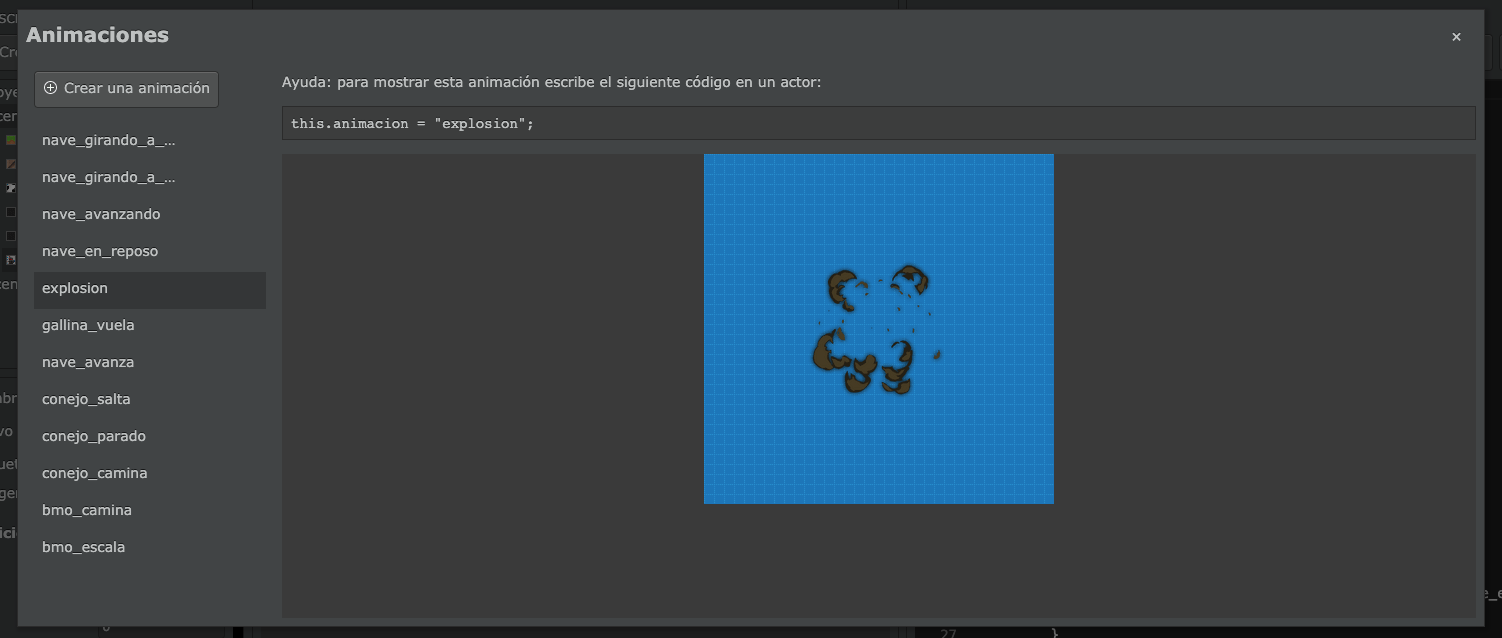 Animaciones
×
Crear una animación
Ayuda: para mostrar esta animación escribe el siguiente código en un actor:
this.animacion = "explosion";
nave_girando_a_...
nave_girando_a_...
nave_avanzando
nave_en_reposo
explosion
gallina_vuela
nave_avanza
conejo_salta
conejo_parado
conejo_camina
bmo_camina
bmo_escala
27 }